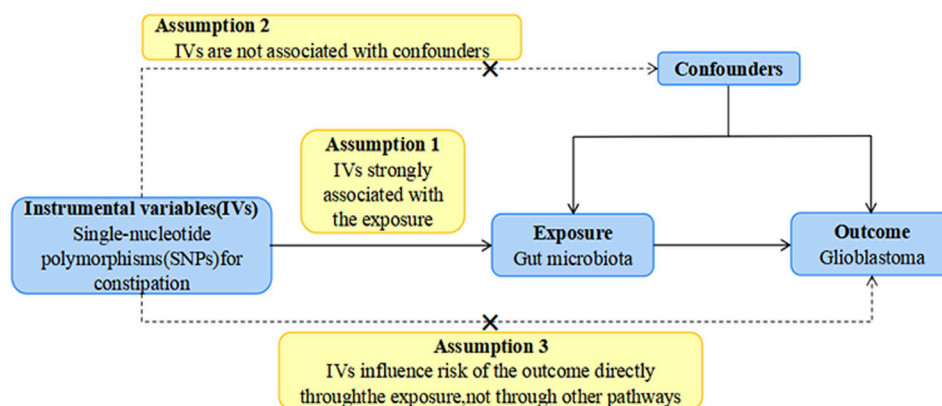 Assumption 2
IVs are not associated with confounders
Confounders
Assumption 1
IVs strongly
associated with
the exposure
Instrumental variables(IVs)
Single-nucleotide
polymorphisms(SNPs)for
constipation
Exposure
Gut microbiota
Outcome
Glioblastoma
Assumption 3
IVs influence risk of the outcome directly
throughthe exposure,not through other pathways